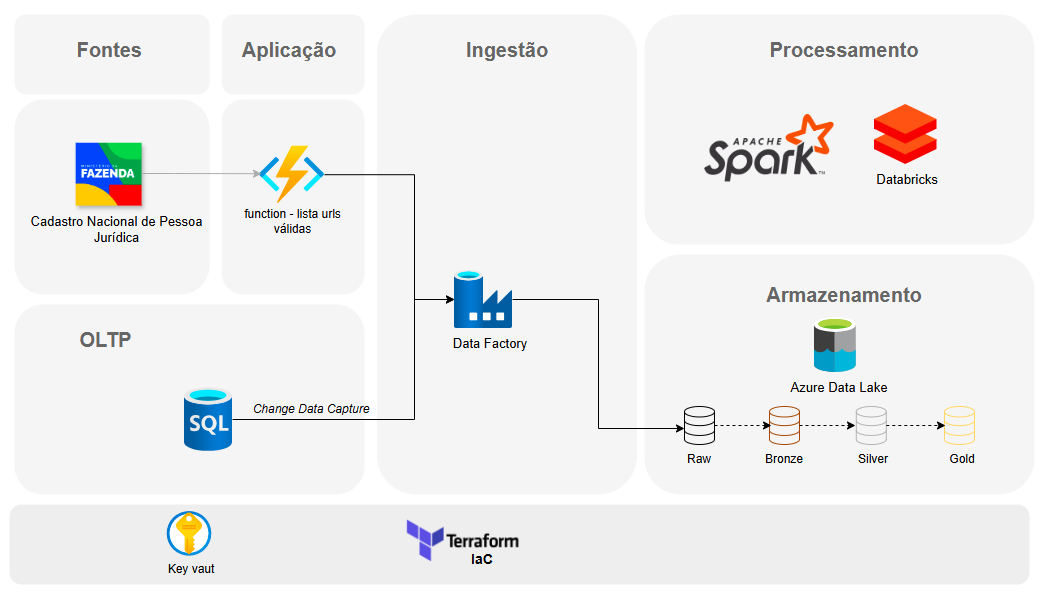 Fontes
Aplicação
Ingestão
Processamento
MINISTÉRIO DA
FAZENDA
Cadastro Nacional de Pessoa
Jurídica
function - lista urls
válidas
APACHE
Spark
TM
Databricks
OLTP
SQL
Change Data Capture
Data Factory
Armazenamento
Azure Data Lake
Raw
Bronze
Silver
Gold
Key vaut
Terraform
IaC